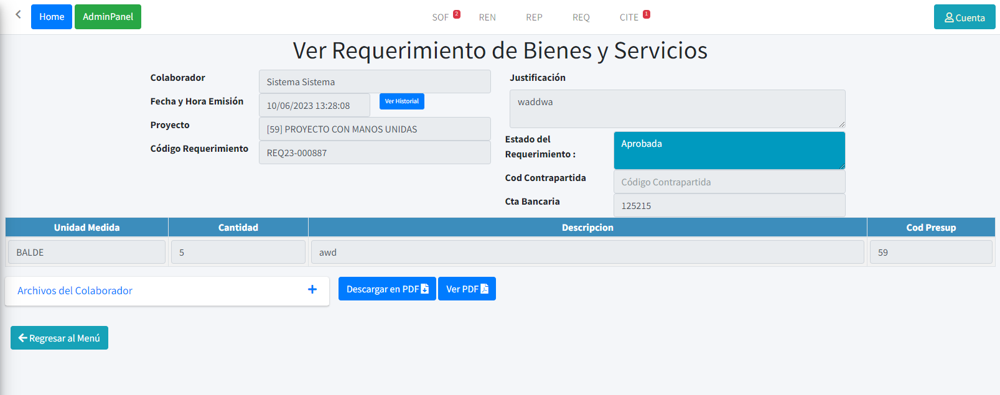 Home AdminPanel SOF 2 REN REP REQ CITE 1 Cuenta
Ver Requerimiento de Bienes y Servicios
Colaborador
Sistema Sistema
Fecha y Hora Emisión
10/06/2023 13:28:08
Ver Historial
Proyecto
[59] PROYECTO CON MANOS UNIDAS
Código Requerimiento
REQ23-000887
Justificación
waddwa
Estado del
Requerimiento :
Aprobada
Cod Contrapartida
Código Contrapartida
Cta Bancaria
125215
Unidad Medida Cantidad Descripcion Cod Presup
BALDE 5 awd 59
Archivos del Colaborador
Descargar en PDF Ver PDF
Regresar al Menú